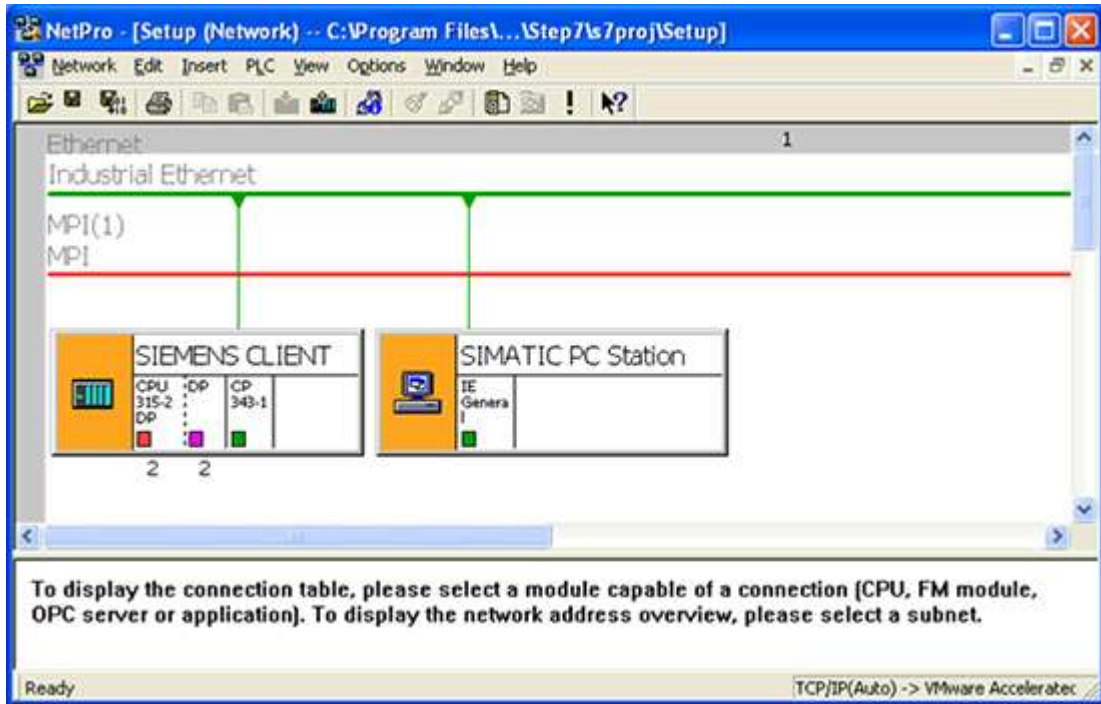 NetPro - [Setup (Network) -- C:\Program Files\...\Step7\s7proj\Setup]
Network Edit Insert PLC View Options Window Help
Ethernet
1
Industrial Ethernet
MPI(1)
MPI
SIEMENS CLIENT
CPU
315-2
DP
DP
CP
343-1
2
2
SIMATIC PC Station
IE
Genera
l
To display the connection table, please select a module capable of a connection (CPU, FM module,
OPC server or application). To display the network address overview, please select a subnet.
Ready
TCP/IP(Auto) -> VMware Acceleratec